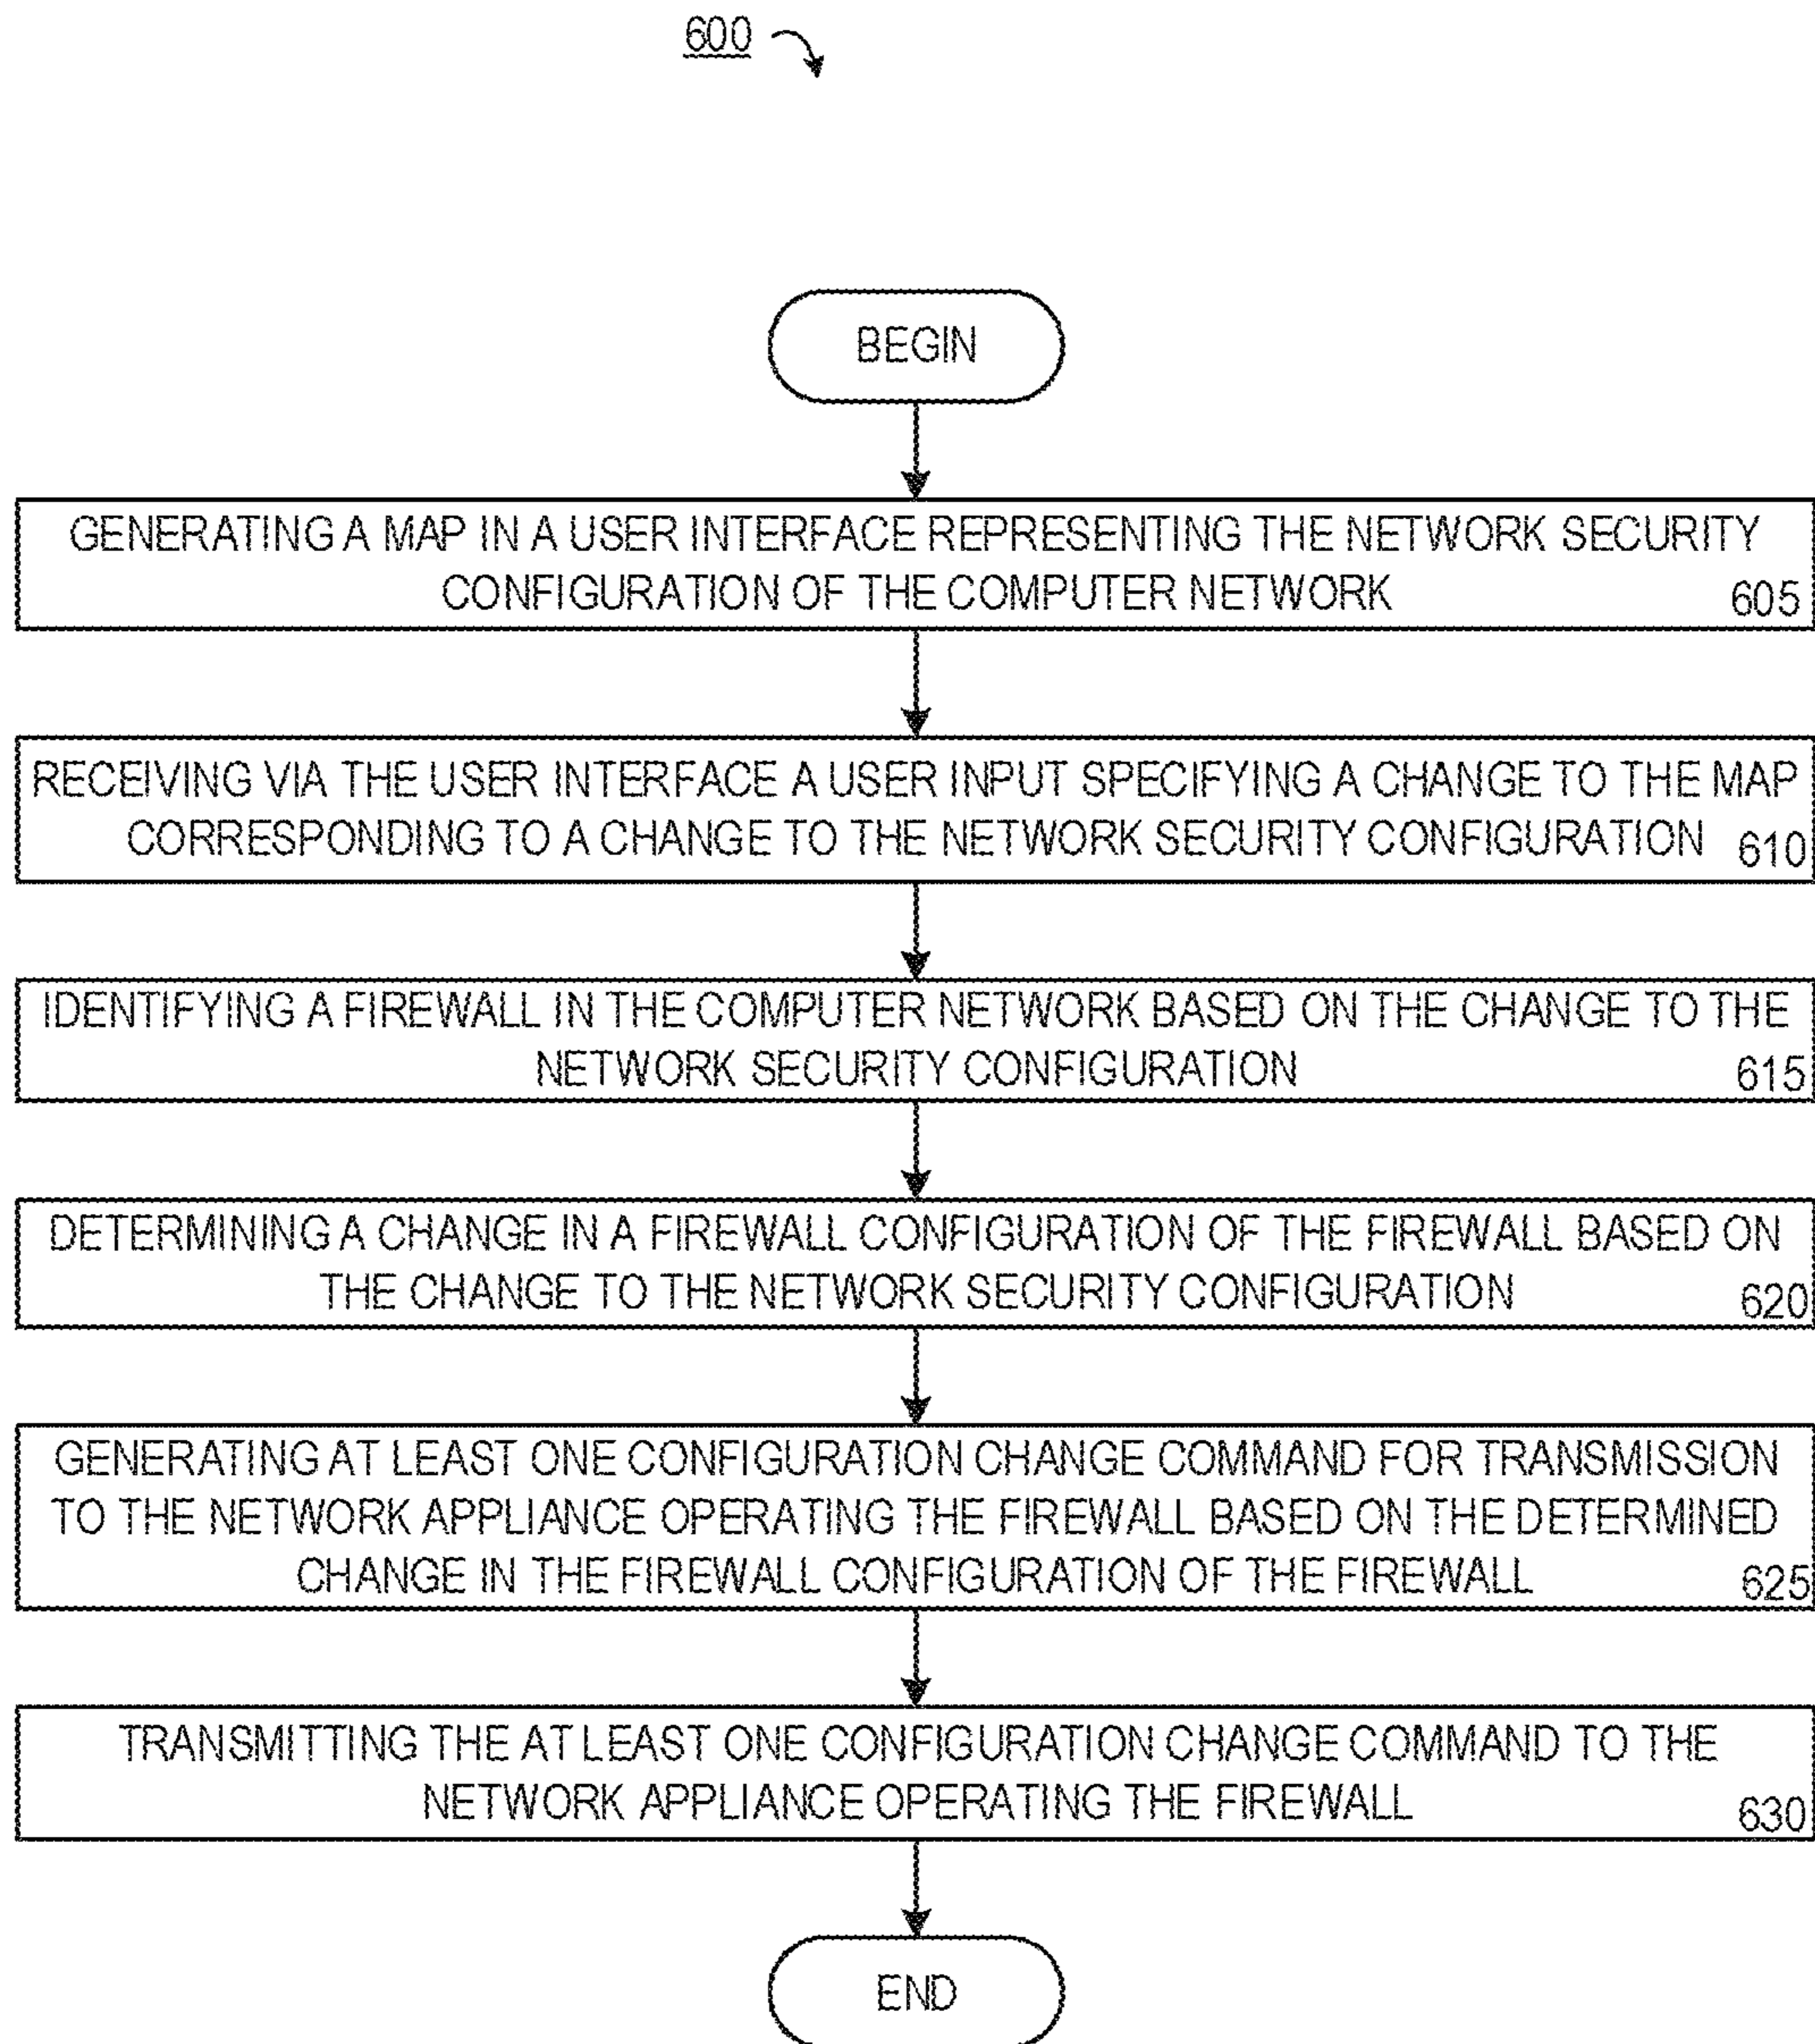 600
BEGIN
GENERATING A MAP IN A USER INTERFACE REPRESENTING THE NETWORK SECURITY
CONFIGURATION OF THE COMPUTER NETWORK
605
RECEIVING VIA THE USER INTERFACE A USER INPUT SPECIFYING A CHANGE TO THE MAP
CORRESPONDING TO A CHANGE TO THE NETWORK SECURITY CONFIGURATION
610
IDENTIFYING A FIREWALL IN THE COMPUTER NETWORK BASED ON THE CHANGE TO THE
NETWORK SECURITY CONFIGURATION
615
DETERMINING A CHANGE IN A FIREWALL CONFIGURATION OF THE FIREWALL BASED ON
THE CHANGE TO THE NETWORK SECURITY CONFIGURATION
620
GENERATING AT LEAST ONE CONFIGURATION CHANGE COMMAND FOR TRANSMISSION
TO THE NETWORK APPLIANCE OPERATING THE FIREWALL BASED ON THE DETERMINED
CHANGE IN THE FIREWALL CONFIGURATION OF THE FIREWALL
625
TRANSMITTING THE AT LEAST ONE CONFIGURATION CHANGE COMMAND TO THE
NETWORK APPLIANCE OPERATING THE FIREWALL
630
END